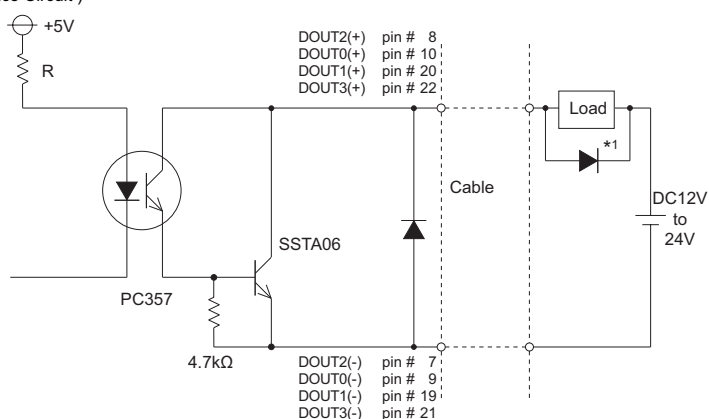 +5V
R
DOUT2(+) pin # 8
DOUT0(+) pin # 10
DOUT1(+) pin # 20
DOUT3(+) pin # 22
Load
*1
Cable
DC12V
to
24V
SSTA06
PC357
4.7kΩ
DOUT2(-) pin # 7
DOUT0(-) pin # 9
DOUT1(-) pin # 19
DOUT3(-) pin # 21